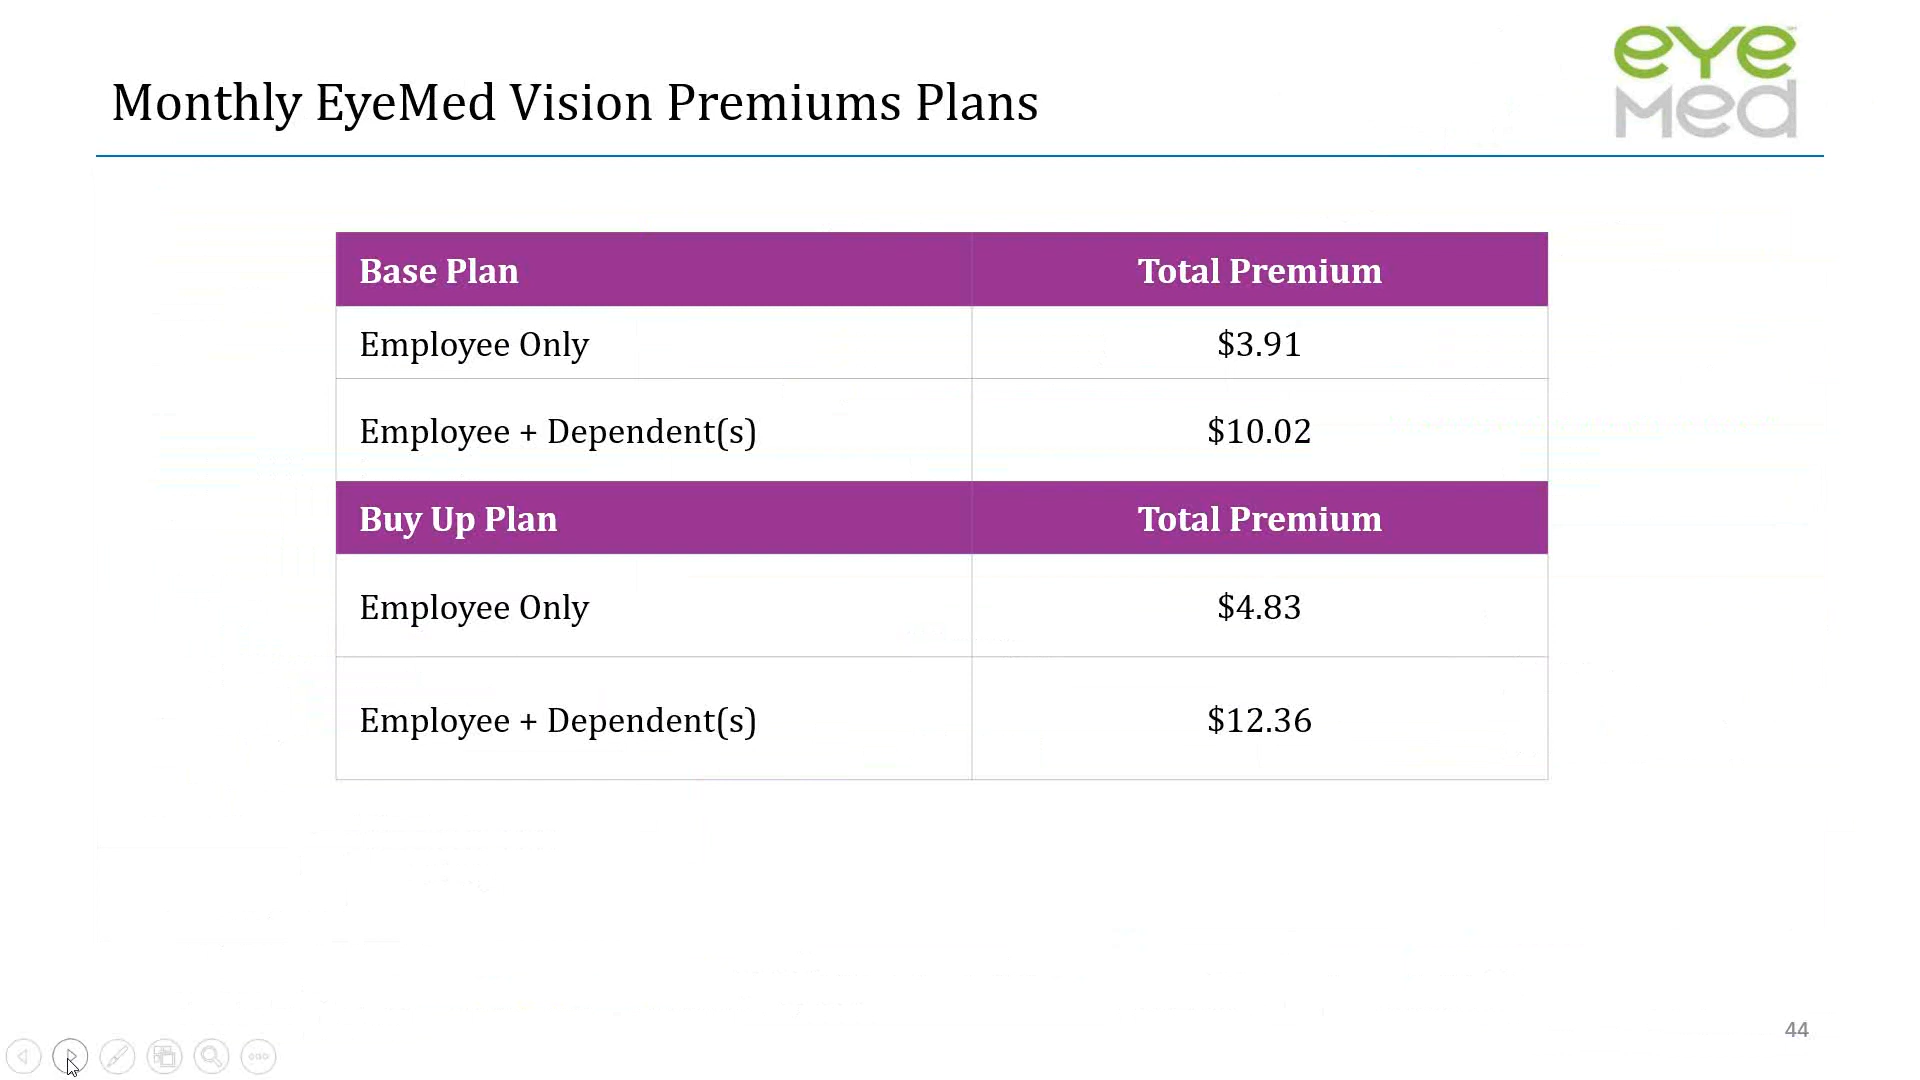 eye
med
Monthly EyeMed Vision Premiums Plans
Base Plan Total Premium
Employee Only $3.91
Employee + Dependent(s) $10.02
Buy Up Plan Total Premium
Employee Only $4.83
Employee + Dependent(s) $12.36
44